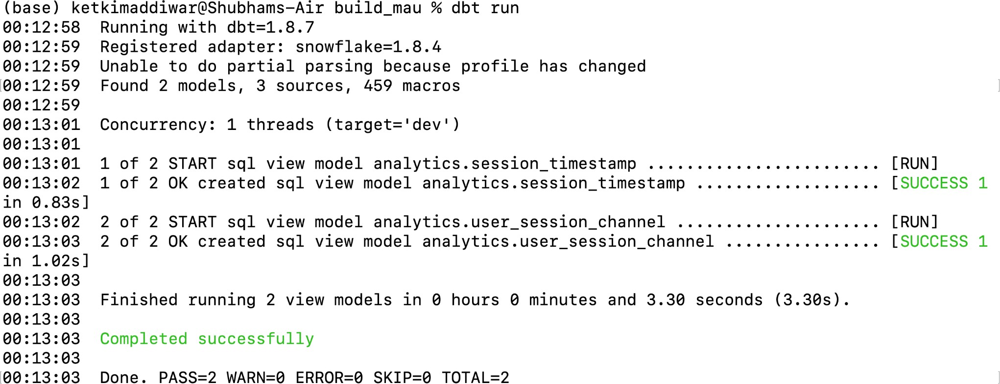 (base) ketkimaddiwar@Shubhams-Air build_mau % dbt run
00:12:58  Running with dbt=1.8.7
00:12:59  Registered adapter: snowflake=1.8.4
00:12:59  Unable to do partial parsing because profile has changed
[00:12:59  Found 2 models, 3 sources, 459 macros ]
00:12:59
00:13:01  Concurrency: 1 threads (target='dev')
00:13:01
00:13:01  1 of 2 START sql view model analytics.session_timestamp ........................ [RUN]
00:13:02  1 of 2 OK created sql view model analytics.session_timestamp ................... [SUCCESS 1
in 0.83s]
00:13:02  2 of 2 START sql view model analytics.user_session_channel ..................... [RUN]
00:13:03  2 of 2 OK created sql view model analytics.user_session_channel ................ [SUCCESS 1
in 1.02s]
00:13:03
00:13:03  Finished running 2 view models in 0 hours 0 minutes and 3.30 seconds (3.30s).
00:13:03
00:13:03  Completed successfully
00:13:03
[00:13:03  Done. PASS=2 WARN=0 ERROR=0 SKIP=0 TOTAL=2 ]